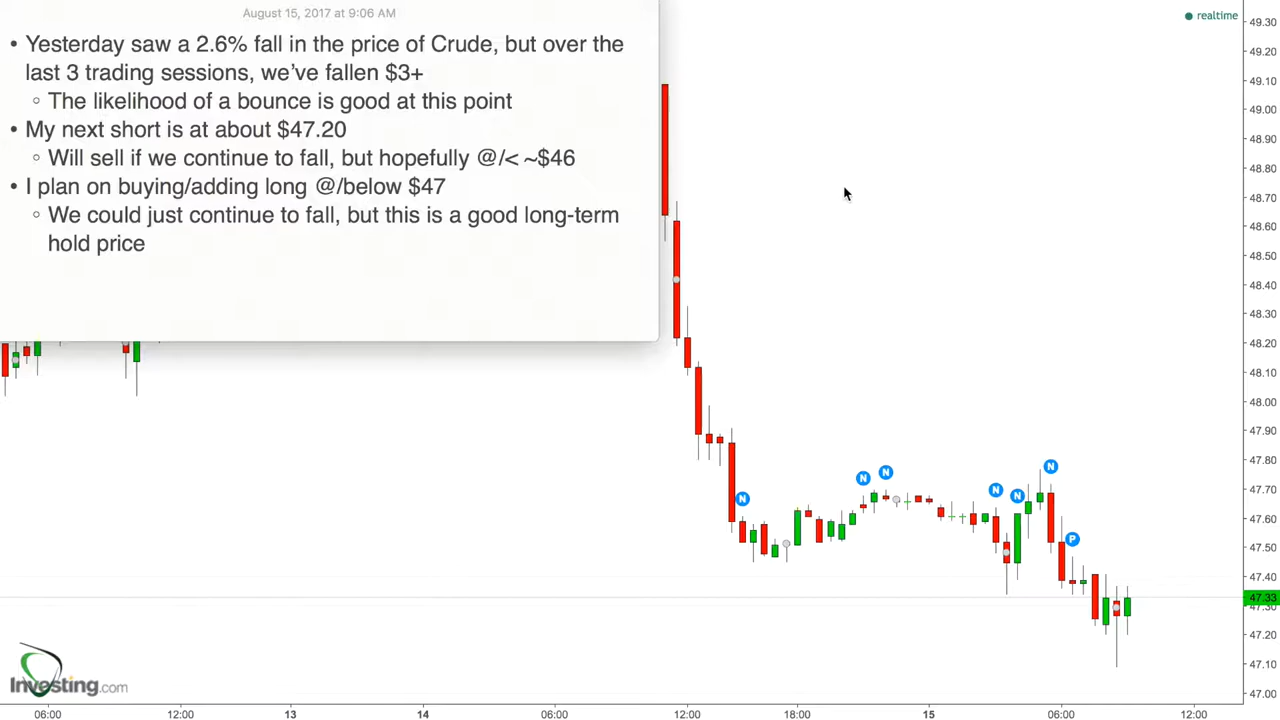 August 15, 2017 at 9:06 AM
• Yesterday saw a 2.6% fall in the price of Crude, but over the
last 3 trading sessions, we've fallen $3+
◦ The likelihood of a bounce is good at this point
• My next short is at about $47.20
◦ Will sell if we continue to fall, but hopefully @/< ~$46
• I plan on buying/adding long @/below $47
◦ We could just continue to fall, but this is a good long-term
hold price
realtime
49.30
49.20
49.10
49.00
48.90
48.80
48.70
48.60
48.50
48.40
48.30
48.20
48.10
48.00
47.90
47.80
47.70
47.60
47.50
47.40
47.33
47.30
47.20
47.10
47.00
N
N
N
N
N
N
P
Investing.com
06:00
12:00
13
14
06:00
12:00
18:00
15
06:00
12:00